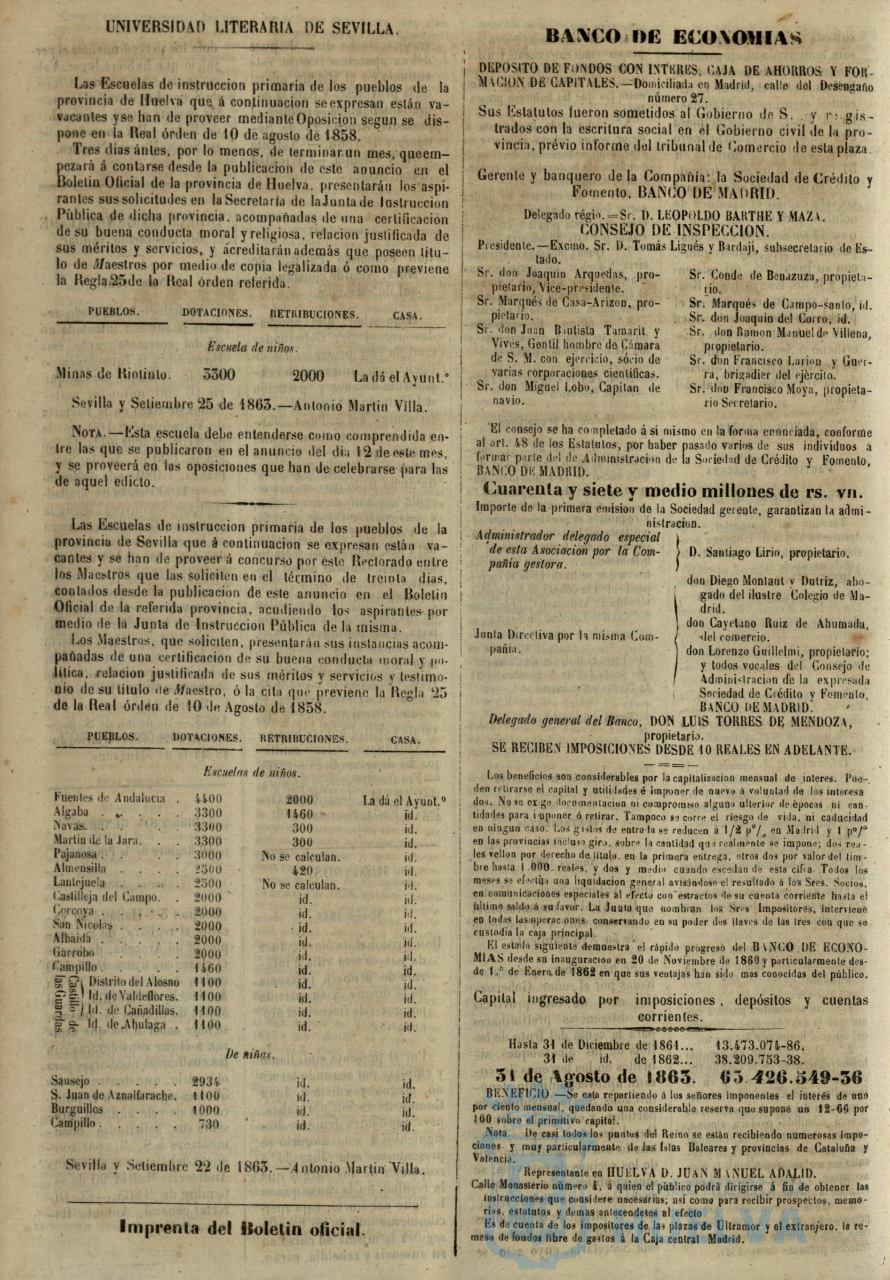 UNIVERSIDAD LITERARIA DE SEVILLA.
Las Escuelas de instruccion primaria de los pueblos de la
provincia de Huelva que á continuacion se espresan están va-
vacantes y se han de proveer mediante Oposicion segun se dis-
pone en la Real órden de 10 de agosto de 1858.
Tres dias ántes, por lo menos, de terminar un mes, que em-
pezará á contarse desde la publicacion de este anuncio en el
Boletin Oficial de la provincia de Huelva, presentarán los aspi-
rantes sus solicitudes en la Secretaría de la Junta de Instruccion
Pública de dicha provincia, acompañadas de una certificacion
de su buena conducta moral y religiosa, relacion justificada de
sus méritos y servicios, y acreditarán además que poseen títu-
lo de Maestros por medio de copia legalizada ó como previene
la Regla 25 de la Real órden referida.
PUEBLOS. DOTACIONES. RETRIBUCIONES. CASA.
Escuela de niños.
Minas de Riotinto. 3300 2000 La dá el Ayunt.º
Sevilla y Setiembre 25 de 1863.—Antonio Martin Villa.
NOTA.—Esta escuela debe entenderse como comprendida en-
tre las que se publicaron en el anuncio del dia 12 de este mes,
y se proveerá en las oposiciones que han de celebrarse para las
de aquel edicto.
Las Escuelas de instruccion primaria de los pueblos de la
provincia de Sevilla que á continuacion se expresan están va-
cantes y se han de proveer á concurso por este Rectorado entre
los Maestros que las soliciten en el término de treinta dias,
contados desde la publicacion de este anuncio en el Boletin
Oficial de la referida provincia, acudiendo los aspirantes por
medio de la Junta de Instruccion Pública de la misma.
Los Maestros, que soliciten, presentarán sus instancias acom-
pañadas de una certificacion de su buena conducta moral y po-
lítica, relacion justificada de sus méritos y servicios y testimo-
nio de su título de Maestro, ó la cita que previene la Regla 25
de la Real órden de 10 de Agosto de 1858.
PUEBLOS. DOTACIONES. RETRIBUCIONES. CASA.
Escuelas de niños.
Fuentes de Andalucia . 4400 2000 La dá el Ayunt.º
Algaba . . . . 3300 1460 id.
Navas. . . . . 3300 300 id.
Martin de la Jara. . . 3300 300 id.
Pajanosa . . . . 3000 No se calculan. id.
Almensilla . . . 2500 420 id.
Lantejuela . . . 2500 No se calculan. id.
Castilleja del Campo. . 2000 id. id.
Corcoya . . . . 2000 id. id.
San Nicolas . . . 2000 id. id.
Albaida . . . . 2000 id. id.
Garrobo . . . . 2000 id. id.
Campillo . . . . 1460 id. id.
Castillo de las Guardas
Distrito del Alosno 1100 id. id.
Id. de Valdeflores. 1100 id. id.
Id. de Cañadillas. 1100 id. id.
Id. de Ahulaga . 1100 id. id.
De niñas.
Sausejo . . . . 2934 id. id.
S. Juan de Aznalfarache. 1100 id. id.
Burguillos . . . 1000 id. id.
Campillo . . . . 730 id. id.
Sevilla y Setiembre 22 de 1863.—Antonio Martin Villa.
Imprenta del Boletin oficial.
BANCO DE ECONOMIAS
DEPOSITO DE FONDOS CON INTERES, CAJA DE AHORROS Y FOR-
MACION DE CAPITALES.—Domiciliada en Madrid, calle del Desengaño
número 27.
Sus Estatutos fueron sometidos al Gobierno de S. . y regis-
trados con la escritura social en el Gobierno civil de la pro-
vincia, prévio informe del tribunal de Comercio de esta plaza.
Gerente y banquero de la Compañía: la Sociedad de Crédito y
Fomento, BANCO DE MADRID.
Delegado régio.—Sr. D. LEOPOLDO BARTHE Y MAZA.
CONSEJO DE INSPECCION.
Presidente.—Excmo. Sr. D. Tomás Ligués y Bardají, subsecretario de Es-
tado.
Sr. don Joaquin Arquedas, pro-
pietario, Vice-presidente.
Sr. Marqués de Casa-Arizon, pro-
pietario.
Sr. don Juan Bautista Tamarit y
Vives, Gentil hombre de Cámara
de S. M. con ejercicio, sócio de
varias corporaciones científicas.
Sr. don Miguel Lobo, Capitan de
navio.
Sr. Conde de Benazuza, propieta-
rio.
Sr. Marqués de Campo-santo, id.
Sr. don Joaquin del Corro, id.
Sr. don Ramon Manuel de Villena,
propietario.
Sr. don Francisco Larion y Guer-
ra, brigadier del ejército.
Sr. don Francisco Moya, propieta-
rio Secretario.
El consejo se ha completado á si mismo en la forma enunciada, conforme
al art. 48 de los Estatutos, por haber pasado varios de sus individuos á
formar parte del de Administracion de la Sociedad de Crédito y Fomento,
BANCO DE MADRID.
Cuarenta y siete y medio millones de rs. vn.
Importe de la primera emision de la Sociedad gerente, garantizan la admi-
nistracion.
Administrador delegado especial
de esta Asociacion por la Com-
pañia gestora.
D. Santiago Lirio, propietario.
Junta Directiva por la misma Com-
pañia.
don Diego Montaut y Dutriz, abo-
gado del ilustre Colegio de Ma-
drid.
don Cayetano Ruiz de Ahumada,
del comercio.
don Lorenzo Guillelmi, propietario;
y todos vocales del Consejo de
Administracion de la expresada
Sociedad de Crédito y Fomento,
BANCO DE MADRID.
Delegado general del Banco, DON LUIS TORRES DE MENDOZA,
propietario.
SE RECIBEN IMPOSICIONES DESDE 10 REALES EN ADELANTE.
Los beneficios son considerables por la capitalizacion mensual de interes. Pue-
den retirarse el capital y utilidades é imponer de nuevo á voluntad de los interesa
dos. No se exige documentacion ni compromiso alguno ulterior de épocas ni can-
tidades para imponer ó retirar. Tampoco se corre el riesgo de vida, ni caducidad
en ningun caso. Los gastos de entrada se reducen á 1/2 p% en Madrid y 1 pº/º
en las provincias incluso giro, sobre la cantidad que realmente se impone; dos rea-
les vellon por derecho de título, en la primera entrega, otros dos por valor del tim-
bre hasta 1.000 reales, y dos y medio cuando escedan de esta cifra. Todos los
meses se efectúa una liquidacion general avisándose el resultado á los Sres. Socios,
en comunicaciones especiales al efecto con estractos de su cuenta corriente hasta el
último saldo á su favor. La Junta que nombran los Sres Impositores, interviene
en todas las operaciones, conservando en su poder dos llaves de las tres con que se
custodia la caja principal.
El estado siguiente demuestra el rápido progreso del BANCO DE ECONO-
MIAS desde su inauguracion en 20 de Noviembre de 1860 y particularmente des-
de 1.º de Enero de 1862 en que sus ventajas han sido mas conocidas del público.
Capital ingresado por imposiciones, depósitos y cuentas
corrientes.
Hasta 31 de Diciembre de 1861... 13.473.074-86.
31 de id. de 1862... 38.209.753-38.
31 de Agosto de 1863. 63.426.549-36
BENEFICIO —Se esta repartiendo á los señores imponentes el interés de uno
por ciento mensual, quedando una considerable reserva que supone un 12-66 por
100 sobre el primitivo capital.
Nota. De casi todos los puntos del Reino se están recibiendo numerosas impo-
ciones y muy particularmente de las Islas Baleares y provincias de Cataluña y
Valencia.
Representante en HUELVA D. JUAN MANUEL ADALID.
Calle Monasterio número 4, á quien el público podrá dirigirse á fin de obtener las
instrucciones que considere necesarias; asi como para recibir prospectos, memo-
rias, estatutos y demas antecendetes al efecto
Es de cuenta de los impositores de las plazas de Ultramar y el extranjero, la re-
mesa de fondos libre de gastos á la Caja central Madrid.